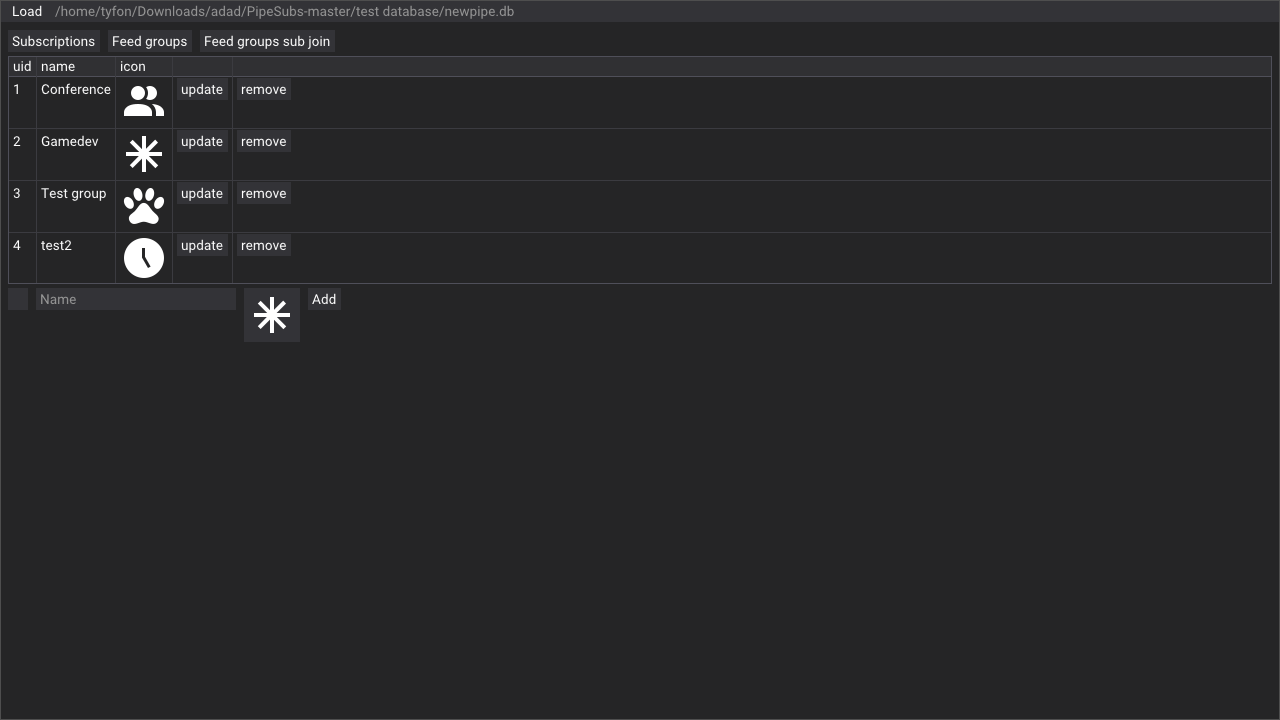 Load /home/tyfon/Downloads/adad/PipeSubs-master/test database/newpipe.db
Subscriptions Feed groups Feed groups sub join
uid name icon
1 Conference update remove
2 Gamedev update remove
3 Test group update remove
4 test2 update remove
Name Add